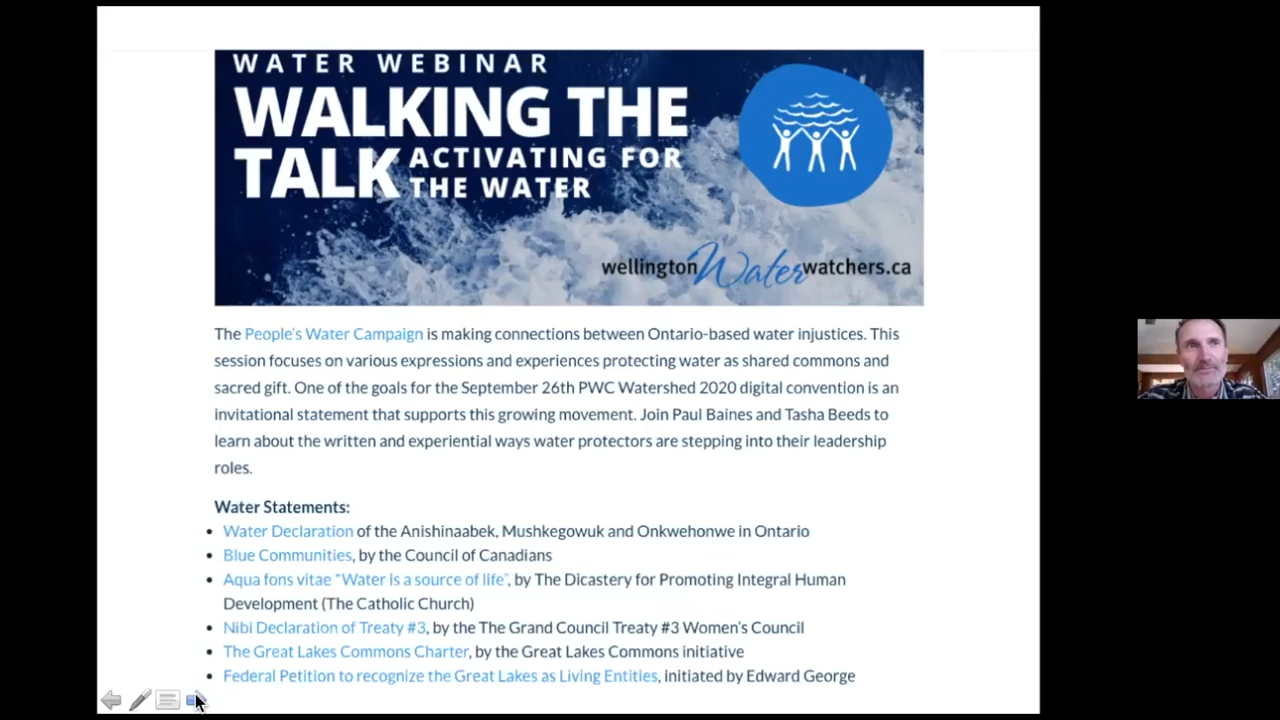 WATER WEBINAR
WALKING THE
TALK ACTIVATING FOR
THE WATER
wellington Water watchers.ca
The People's Water Campaign is making connections between Ontario-based water injustices. This
session focuses on various expressions and experiences protecting water as shared commons and
sacred gift. One of the goals for the September 26th PWC Watershed 2020 digital convention is an
invitational statement that supports this growing movement. Join Paul Baines and Tasha Beeds to
learn about the written and experiential ways water protectors are stepping into their leadership
roles.
Water Statements:
• Water Declaration of the Anishinaabek, Mushkegowuk and Onkwehonwe in Ontario
• Blue Communities, by the Council of Canadians
• Aqua fons vitae "Water is a source of life", by The Dicastery for Promoting Integral Human
Development (The Catholic Church)
• Nibi Declaration of Treaty #3, by the The Grand Council Treaty #3 Women's Council
• The Great Lakes Commons Charter, by the Great Lakes Commons initiative
• Federal Petition to recognize the Great Lakes as Living Entities, initiated by Edward George